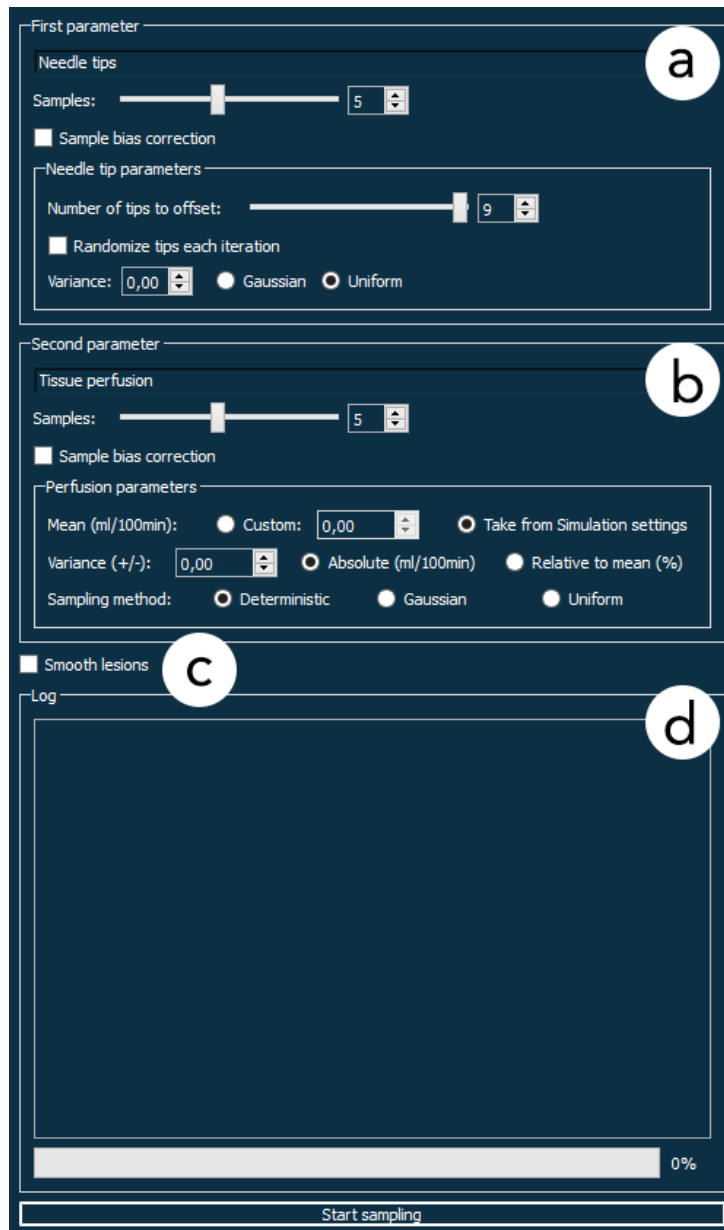 First parameter
a
Needle tips
Samples: 5
Sample bias correction
Needle tip parameters
Number of tips to offset: 9
Randomize tips each iteration
Variance: 0,00 Gaussian Uniform
Second parameter
b
Tissue perfusion
Samples: 5
Sample bias correction
Perfusion parameters
Mean (ml/100min): Custom: 0,00 Take from Simulation settings
Variance (+/-): 0,00 Absolute (ml/100min) Relative to mean (%)
Sampling method: Deterministic Gaussian Uniform
Smooth lesions
c
Log
d
0%
Start sampling